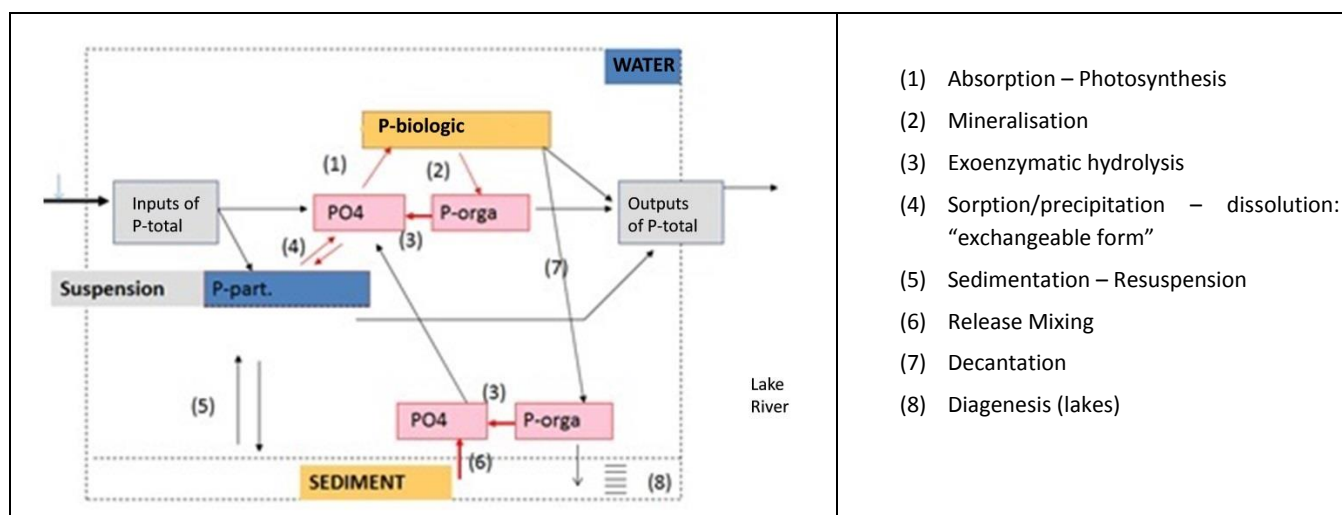 WATER
P-biologic
(1)
(2)
Inputs of
P-total
PO4
P-orga
Outputs
of P-total
(3)
(4)
(7)
Suspension
P-part.
(5)
(3)
PO4
P-orga
Lake
River
(6)
SEDIMENT
(8)
(1) Absorption – Photosynthesis
(2) Mineralisation
(3) Exoenzymatic hydrolysis
(4) Sorption/precipitation – dissolution:
“exchangeable form”
(5) Sedimentation – Resuspension
(6) Release Mixing
(7) Decantation
(8) Diagenesis (lakes)